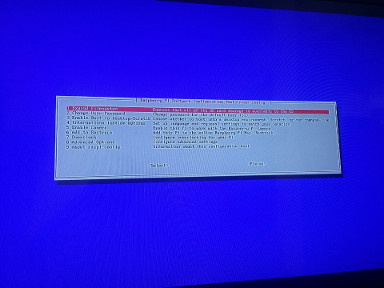 Raspberry Pi Software Configuration Tool (raspi-config)
1 Expand Filesystem Ensures that all of the SD card storage is available to the OS
2 Change User Password Change password for the default user (pi)
3 Enable Boot to Desktop/Scratch Choose whether to boot into a desktop environment, Scratch, or the command
4 Internationalisation Options Set up language and regional settings to match your location
5 Enable Camera Enable this Pi to work with the Raspberry Pi Camera
6 Add to Rastrack Add this Pi to the online Raspberry Pi Map (Rastrack)
7 Overclock Configure overclocking for your Pi
8 Advanced Options Configure advanced settings
9 About raspi-config Information about this configuration tool
<Select> <Finish>